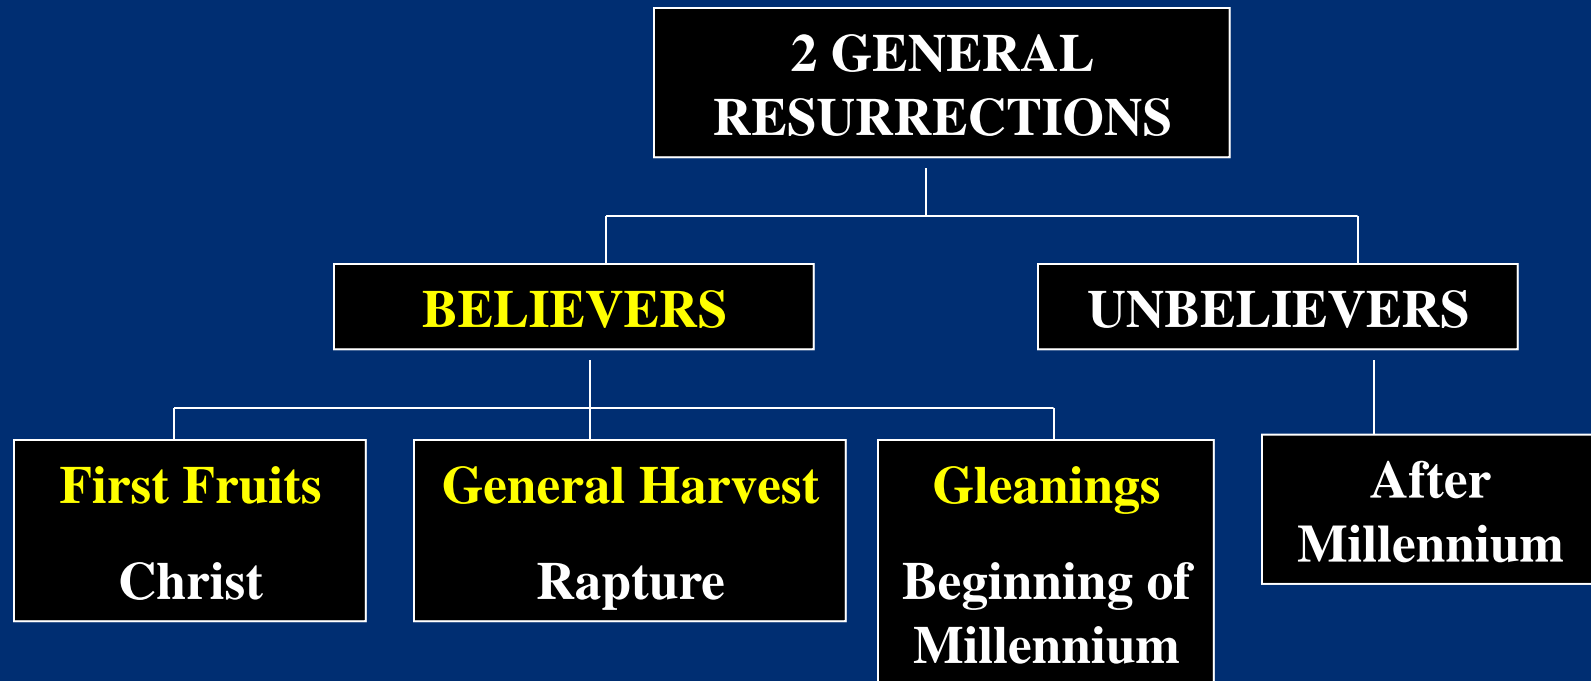 2 GENERAL
RESURRECTIONS
BELIEVERS
UNBELIEVERS
First Fruits
Christ
General Harvest
Rapture
Gleanings
Beginning of
Millennium
After
Millennium